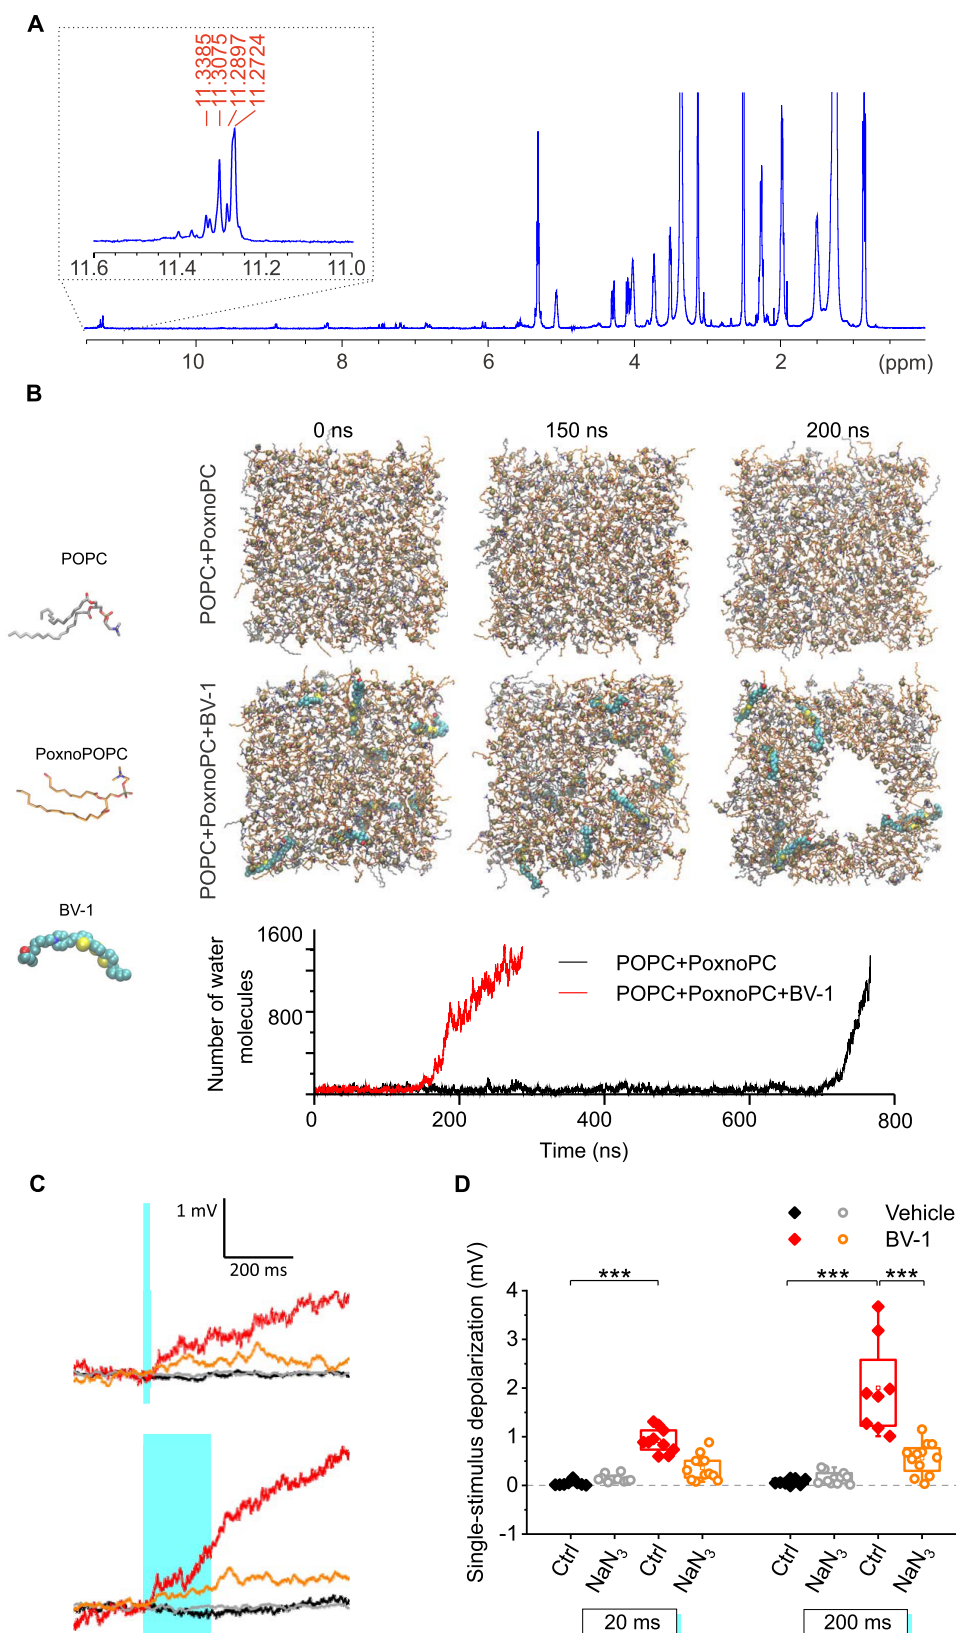 A
11.3385
11.3075
11.2897
11.2724
11.6 11.4 11.2 11.0
10 8 6 4 2 (ppm)
B
0 ns 150 ns 200 ns
POPC+PoxnoPC
POPC
POPC+PoxnoPC+BV-1
PoxnoPOPC
BV-1
Number of water
molecules
1600
800
POPC+PoxnoPC
POPC+PoxnoPC+BV-1
0 200 400 600 800
Time (ns)
C
1 mV
200 ms
D
Vehicle
BV-1
Single-stimulus depolarization (mV)
*** *** ***
4
3
2
1
0
-1
Ctrl NaN3 Ctrl NaN3 Ctrl NaN3 Ctrl NaN3
20 ms 200 ms